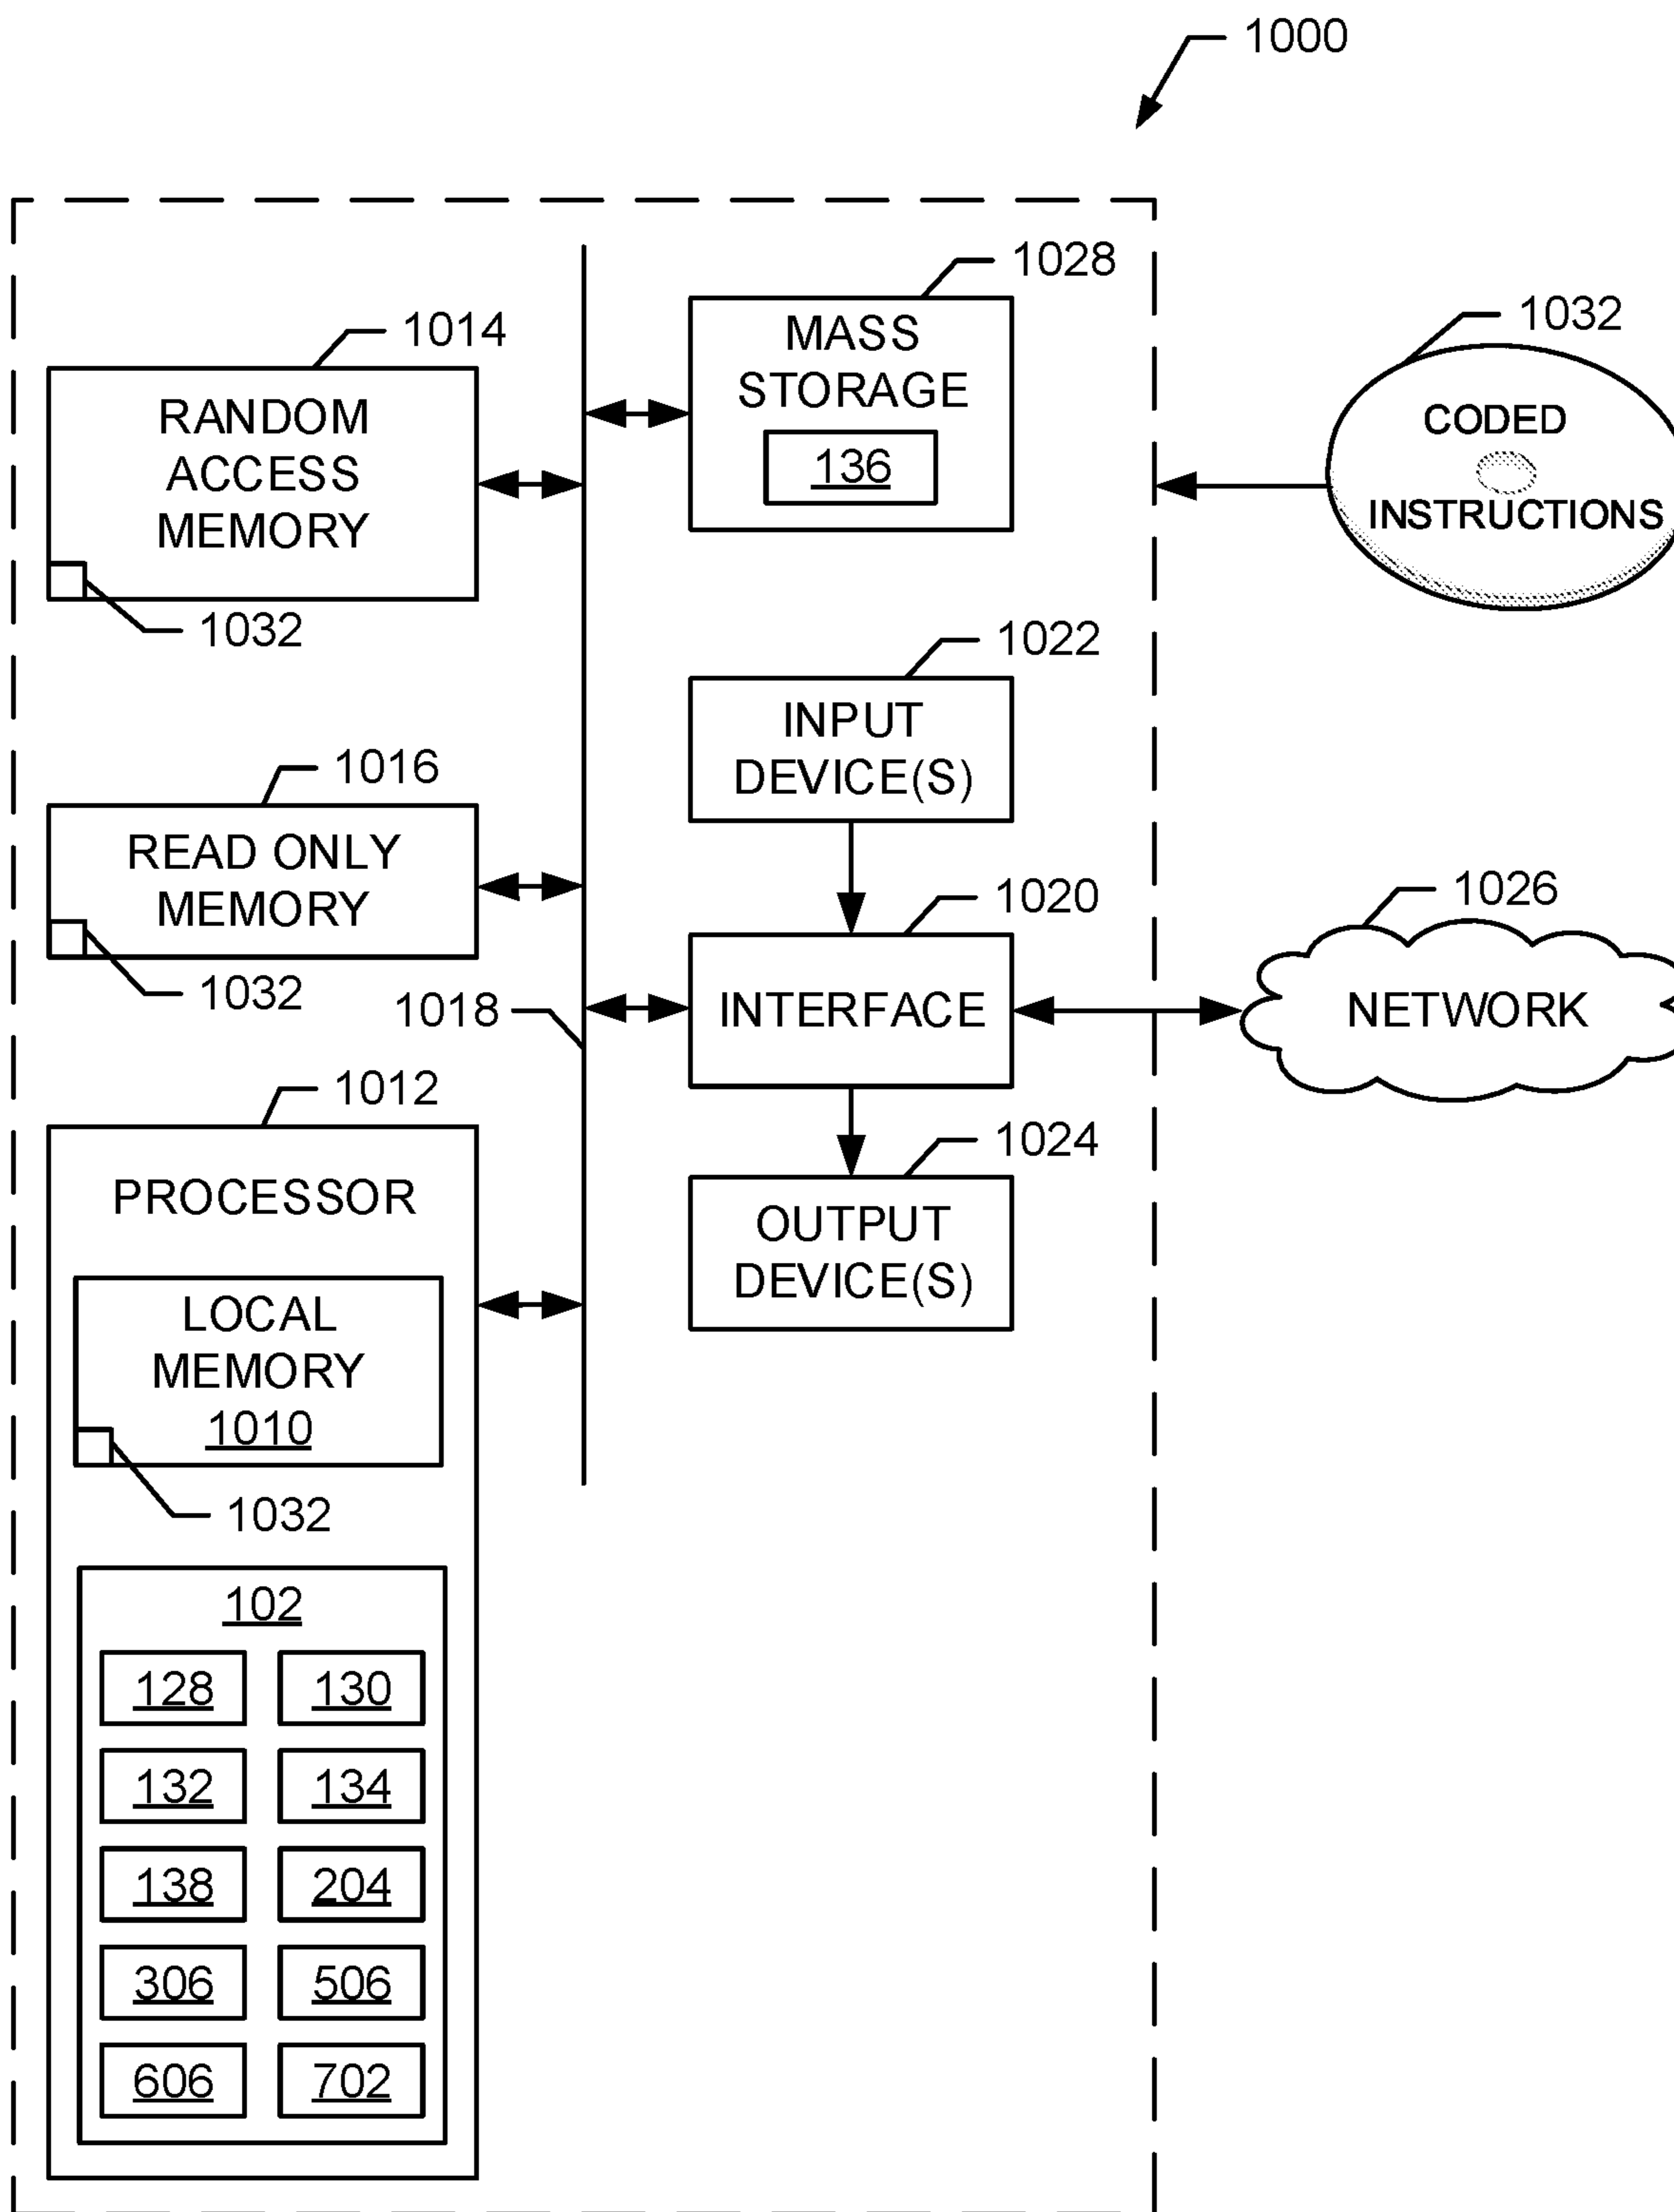 1000
1028
MASS
STORAGE
136
1014
RANDOM
ACCESS
MEMORY
1032
1032
CODED
INSTRUCTIONS
1022
INPUT
DEVICE(S)
1016
READ ONLY
MEMORY
1032
1020
INTERFACE
1018
1026
NETWORK
1012
PROCESSOR
1024
OUTPUT
DEVICE(S)
LOCAL
MEMORY
1010
1032
102
128 130
132 134
138 204
306 506
606 702